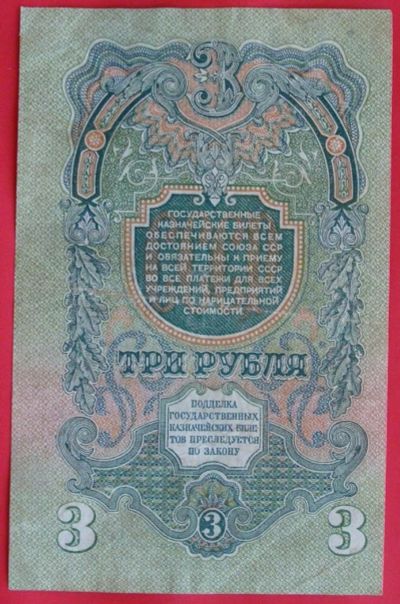 3
ГОСУДАРСТВЕННЫЕ
КАЗНАЧЕЙСКИЕ БИЛЕТЫ
ОБЕСПЕЧИВАЮТСЯ ВСЕМ
ДОСТОЯНИЕМ СОЮЗА ССР
И ОБЯЗАТЕЛЬНЫ К ПРИЕМУ
НА ВСЕЙ ТЕРРИТОРИИ СССР
ВО ВСЕ ПЛАТЕЖИ ДЛЯ ВСЕХ
УЧРЕЖДЕНИЙ, ПРЕДПРИЯТИЙ
И ЛИЦ ПО НАРИЦАТЕЛЬНОЙ
СТОИМОСТИ.
ТРИ РУБЛЯ
ПОДДЕЛКА
ГОСУДАРСТВЕННЫХ
КАЗНАЧЕЙСКИХ БИЛЕ-
ТОВ ПРЕСЛЕДУЕТСЯ
ПО ЗАКОНУ
3 3 3